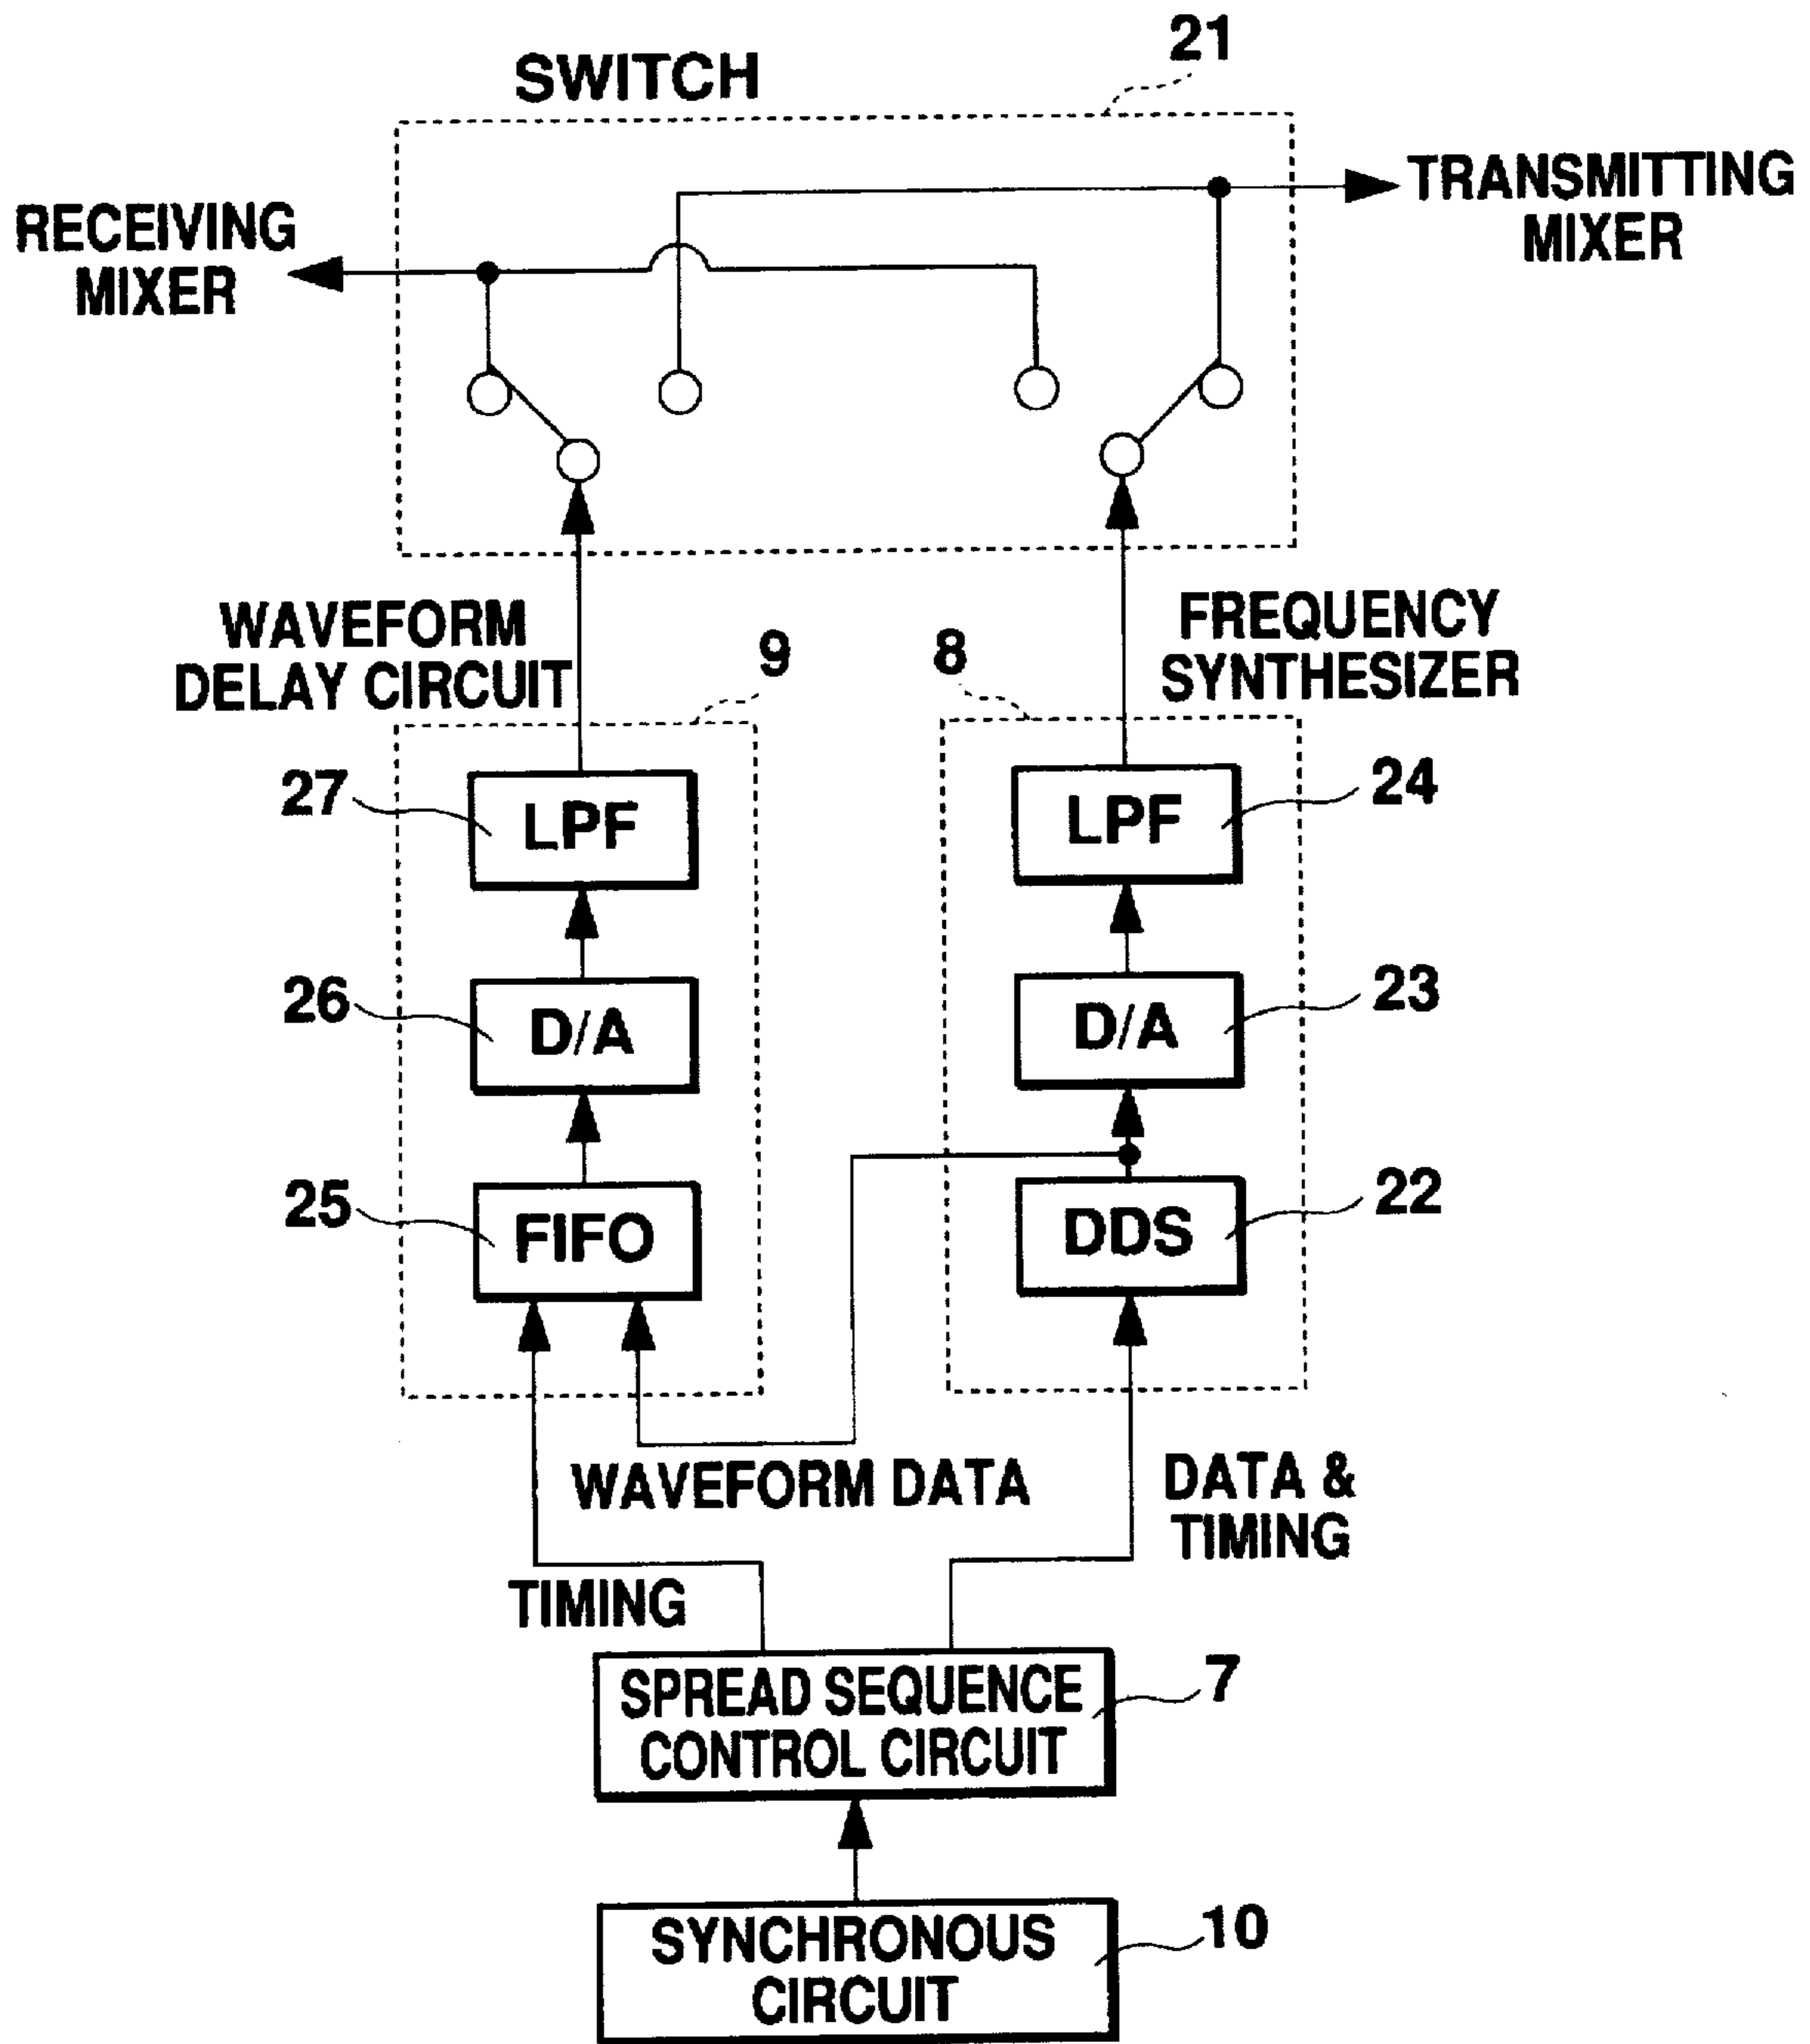 21
SWITCH
TRANSMITTING
MIXER
RECEIVING
MIXER
WAVEFORM
DELAY CIRCUIT
9
8
FREQUENCY
SYNTHESIZER
27
LPF
LPF
24
26
D/A
D/A
23
25
FIFO
DDS
22
WAVEFORM DATA
DATA &
TIMING
TIMING
SPREAD SEQUENCE
CONTROL CIRCUIT
7
SYNCHRONOUS
CIRCUIT
10